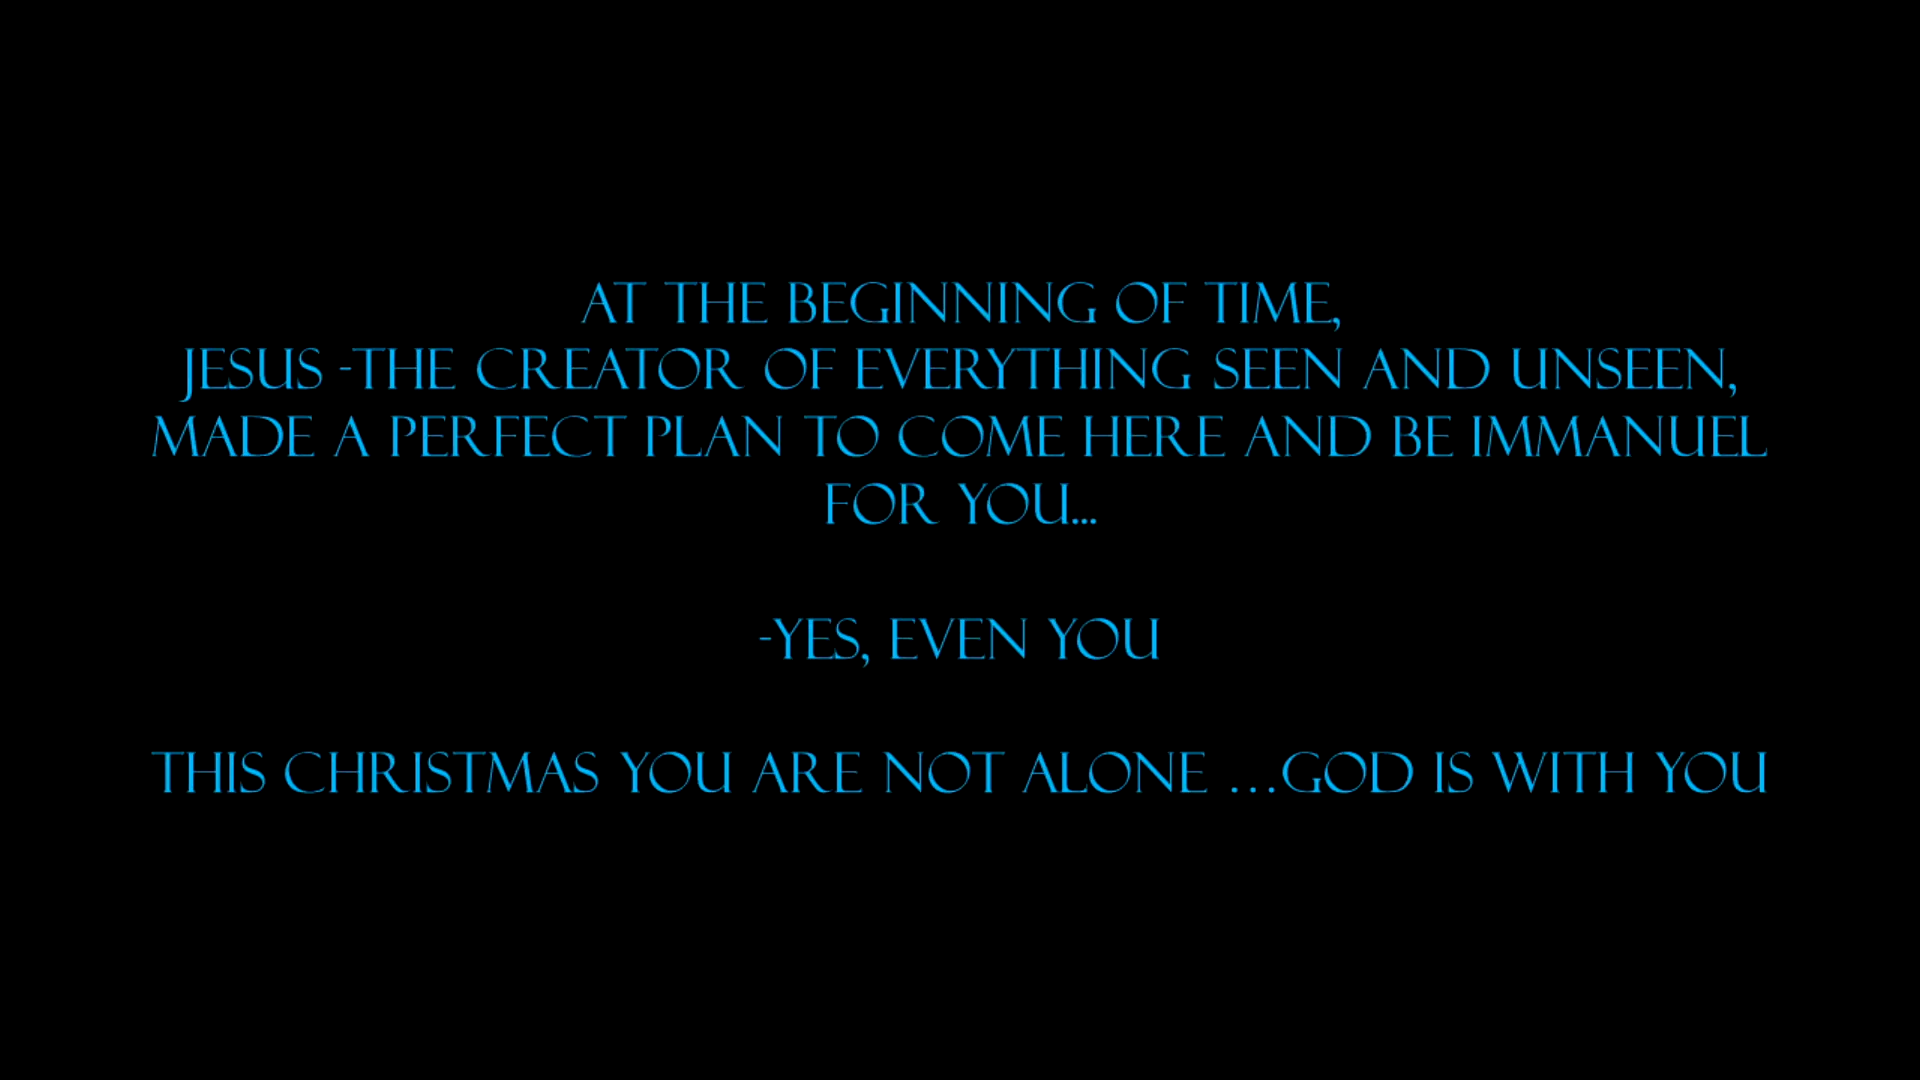 AT THE BEGINNING OF TIME,
JESUS -THE CREATOR OF EVERYTHING SEEN AND UNSEEN,
MADE A PERFECT PLAN TO COME HERE AND BE IMMANUEL
FOR YOU...
-YES, EVEN YOU
THIS CHRISTMAS YOU ARE NOT ALONE ...GOD IS WITH YOU